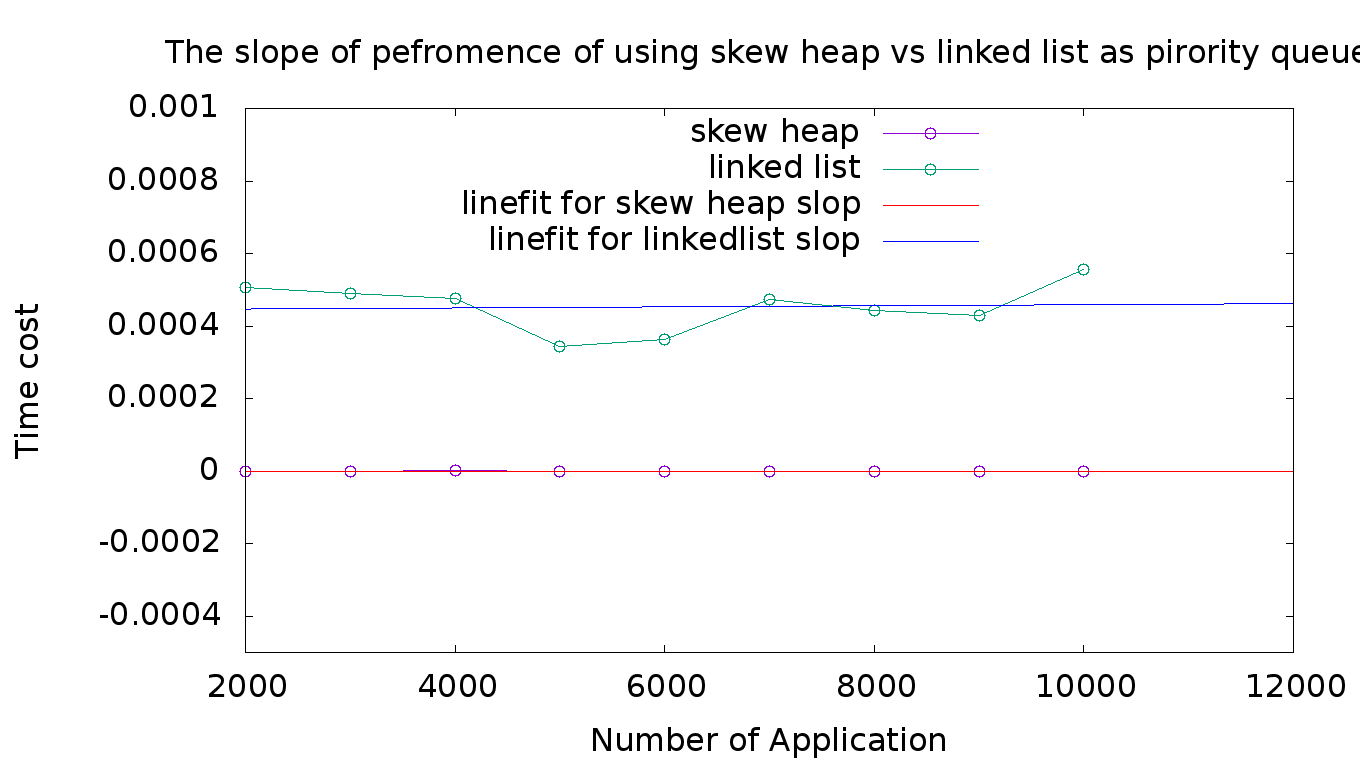 The slope of pefromence of using skew heap vs linked list as pirority queue
0.001
0.0008
0.0006
0.0004
0.0002
0
-0.0002
-0.0004
skew heap
linked list
linefit for skew heap slop
linefit for linkedlist slop
Time cost
2000 4000 6000 8000 10000 12000
Number of Application